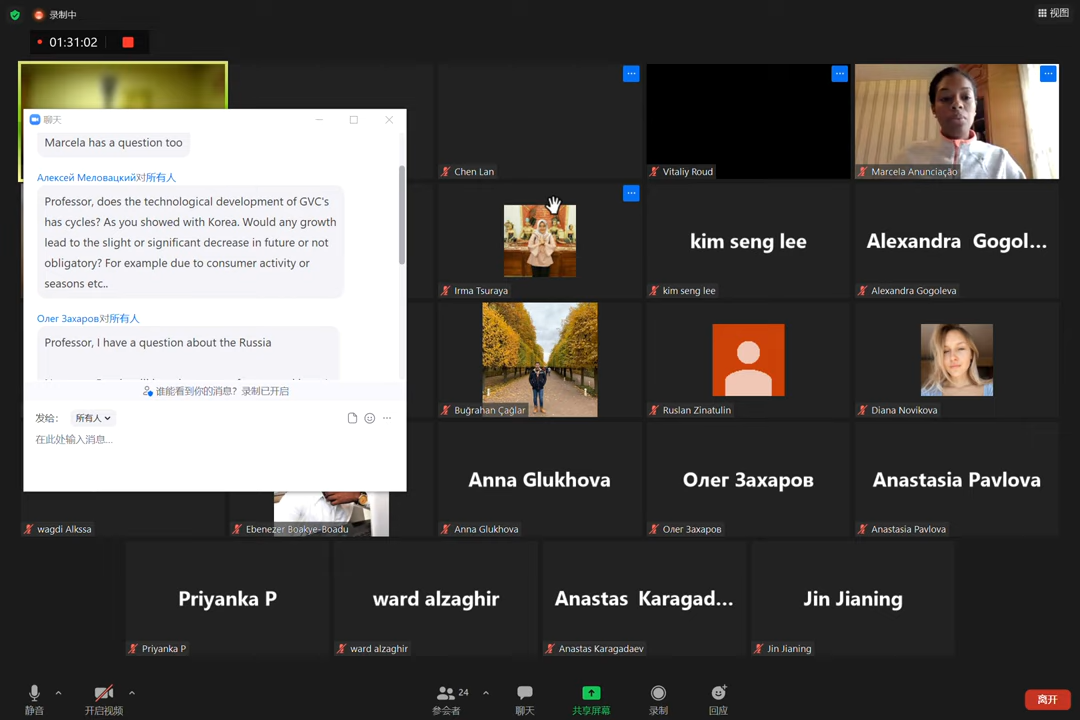 录制中
视图
01:31:02
聊天
Marcela has a question too
Алексей Меловацкий对所有人
Professor, does the technological development of GVC's
has cycles? As you showed with Korea. Would any growth
lead to the slight or significant decrease in future or not
obligatory? For example due to consumer activity or
seasons etc..
Олег Захаров对所有人
Professor, I have a question about the Russia
谁能看到你的消息？录制已开启
发给：
所有人
在此处输入消息...
Chen Lan
Vitaliy Roud
Marcela Anunciação
Irma Tsuraya
kim seng lee
kim seng lee
Alexandra Gogol...
Alexandra Gogoleva
Buğrahan Çağlar
Ruslan Zinatulin
Diana Novikova
wagdi Alkssa
Ebenezer Boakye-Boadu
Anna Glukhova
Anna Glukhova
Олег Захаров
Олег Захаров
Anastasia Pavlova
Anastasia Pavlova
Priyanka P
Priyanka P
ward alzaghir
ward alzaghir
Anastas Karagad...
Anastas Karagadaev
Jin Jianing
Jin Jianing
静音
开启视频
24
参会者
聊天
共享屏幕
录制
回应
离开